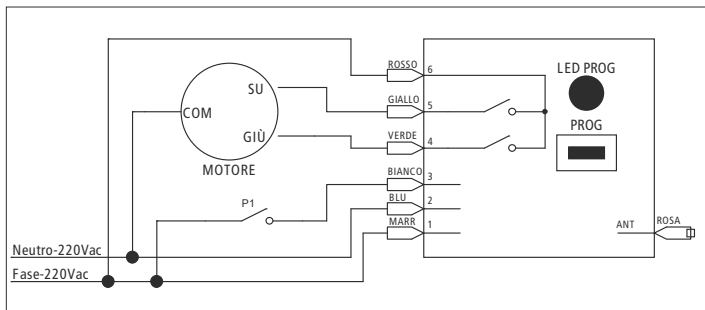 ROSSO
6
LED PROG
SU
GIALLO
5
COM
PROG
GIÙ
VERDE
4
MOTORE
BIANCO
3
P1
BLU
2
MARR
1
ANT
ROSA
Neutro-220Vac
Fase-220Vac